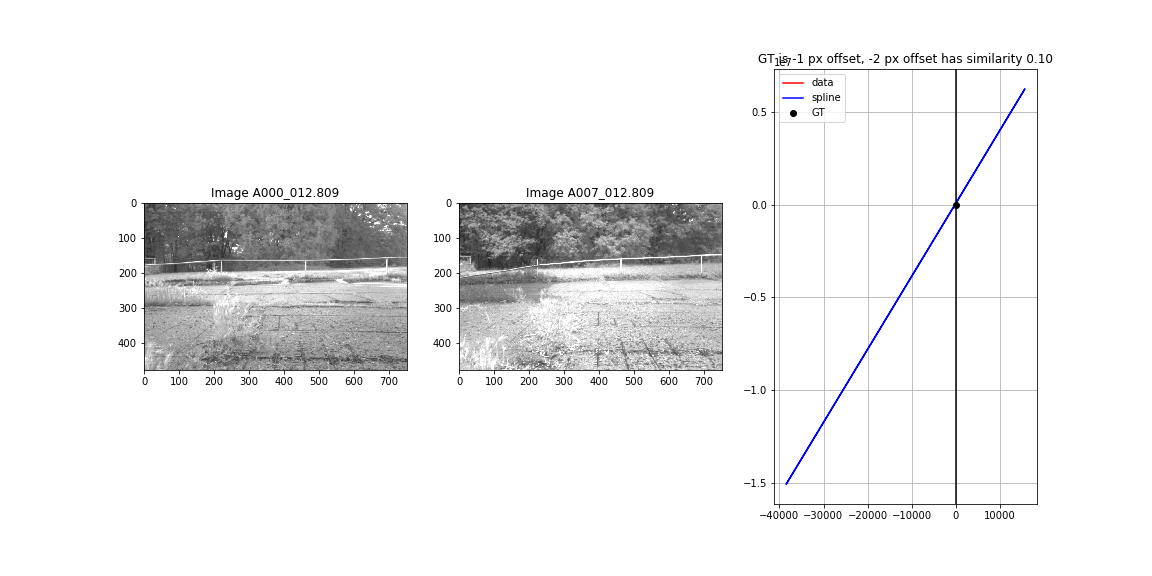 GT is -1 px offset, -2 px offset has similarity 0.10
1e7
data
spline
GT
0.5
0.0
−0.5
−1.0
−1.5
−40000 −30000 −20000 −10000 0 10000
Image A000_012.809
0
100
200
300
400
0 100 200 300 400 500 600 700
Image A007_012.809
0
100
200
300
400
0 100 200 300 400 500 600 700